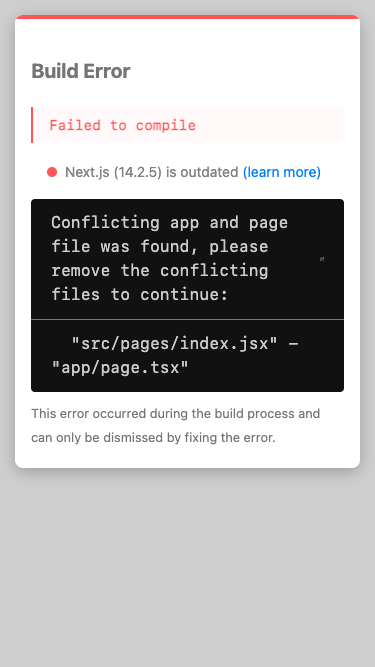 Build Error
Failed to compile
Next.js (14.2.5) is outdated (learn more)
Conflicting app and page
file was found, please
remove the conflicting
files to continue:
"src/pages/index.jsx" —
"app/page.tsx"
This error occurred during the build process and
can only be dismissed by fixing the error.